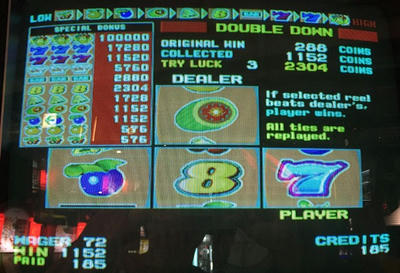 LOW HIGH
SPECIAL BONUS
DOUBLE DOWN
100000
17280
11520
5760
2880
2304
1728
1152
1152
576
576
ORIGINAL WIN 288 COINS
COLLECTED 1152 COINS
TRY LUCK 3 2304 COINS
DEALER
If selected reel
beats dealer's,
player wins.
All ties are
replayed.
8
7
PLAYER
WAGER 72
WIN 1152
PAID 185
CREDITS
185